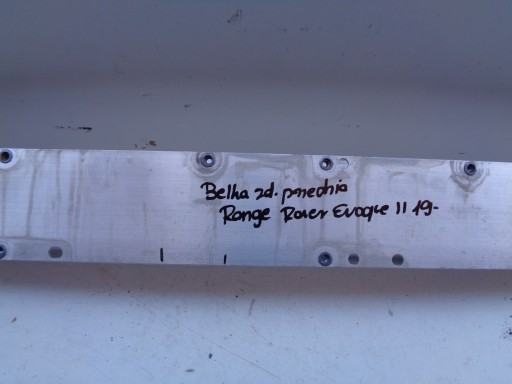 Belka zd. przednia
Range Rover Evoque II 19-